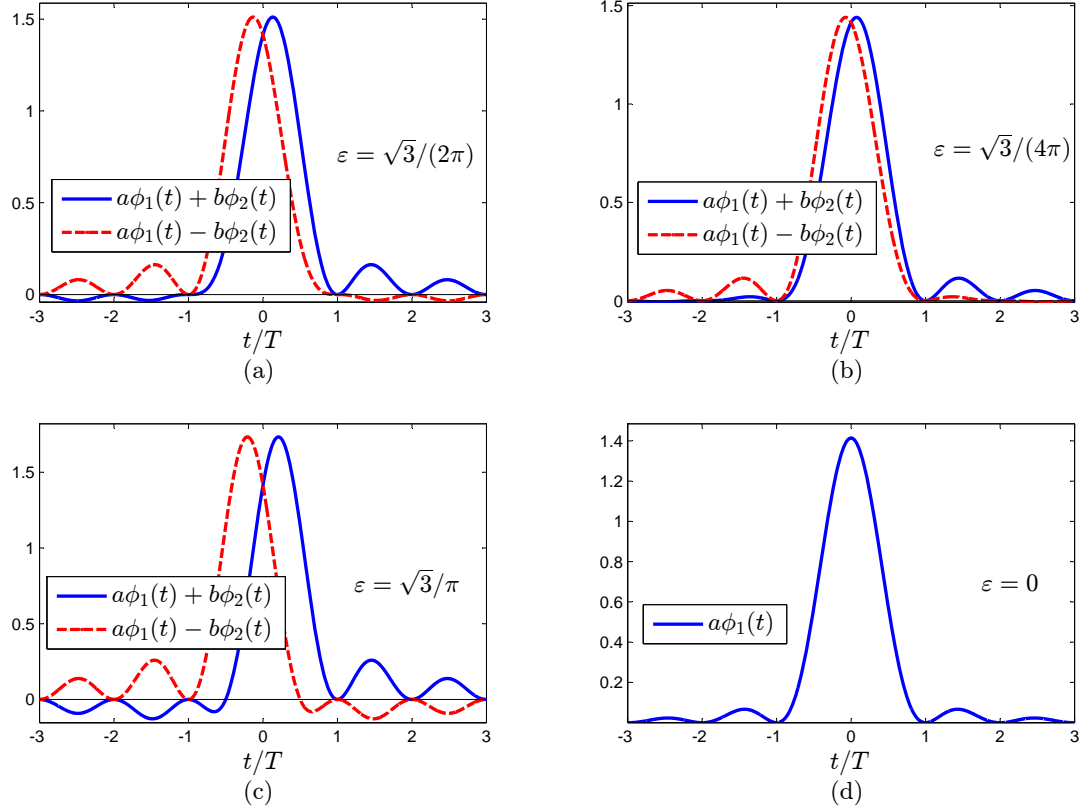 1.5
1
0.5
0
-3 -2 -1 0 1 2 3
ε = √3/(2π)
aϕ₁(t) + bϕ₂(t)
aϕ₁(t) − bϕ₂(t)
t/T
(a)
1.5
1
0.5
0
-3 -2 -1 0 1 2 3
ε = √3/(4π)
aϕ₁(t) + bϕ₂(t)
aϕ₁(t) − bϕ₂(t)
t/T
(b)
1.5
1
0.5
0
-3 -2 -1 0 1 2 3
ε = √3/π
aϕ₁(t) + bϕ₂(t)
aϕ₁(t) − bϕ₂(t)
t/T
(c)
1.4
1.2
1
0.8
0.6
0.4
0.2
-3 -2 -1 0 1 2 3
ε = 0
aϕ₁(t)
t/T
(d)